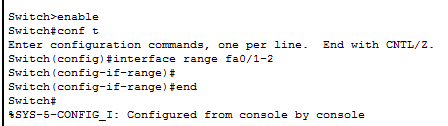 Switch>enable
Switch#conf t
Enter configuration commands, one per line.  End with CNTL/Z.
Switch(config)#interface range fa0/1-2
Switch(config-if-range)#
Switch(config-if-range)#end
Switch#
%SYS-5-CONFIG_I: Configured from console by console